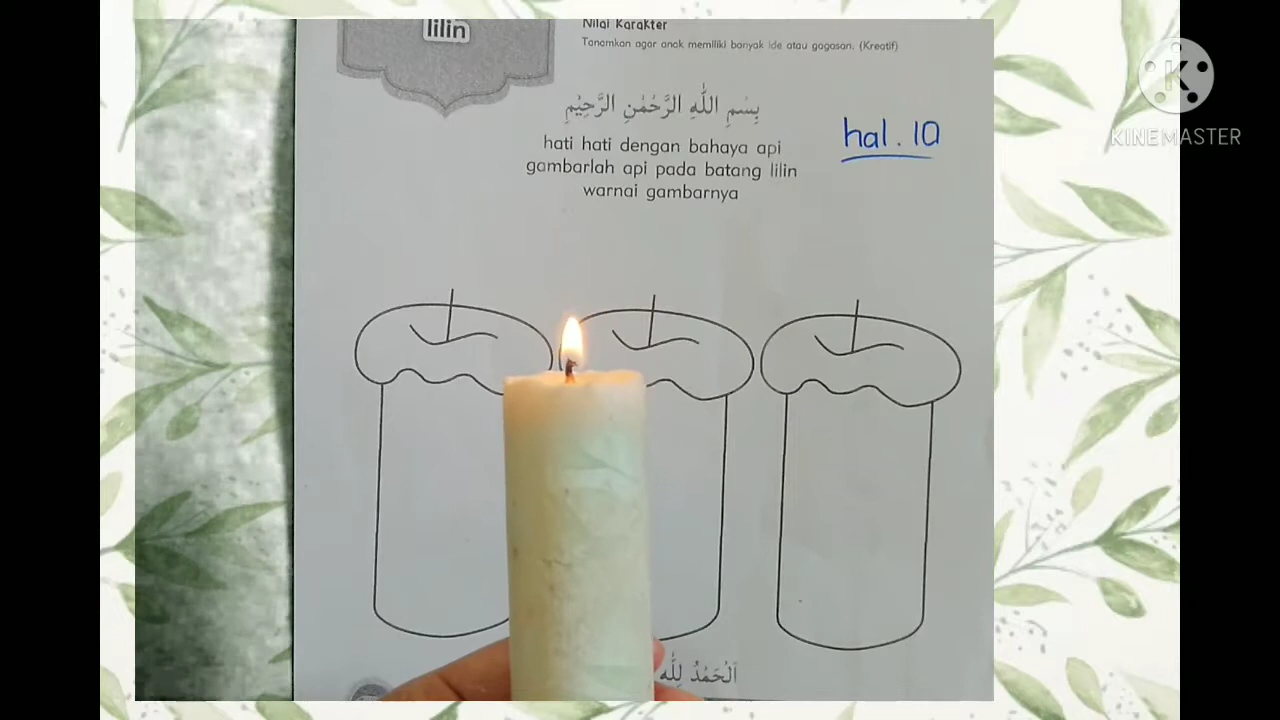 lilin
Nilai Karakter
Tanamkan agar anak memiliki banyak ide atau gagasan. (Kreatif)
بِسْمِ اللّٰهِ الرَّحْمٰنِ الرَّحِيْمِ
hal. 10
hati hati dengan bahaya api
gambarlah api pada batang lilin
warnai gambarnya
اَلْحَمْدُ لِلّٰهِ
K
KINEMASTER